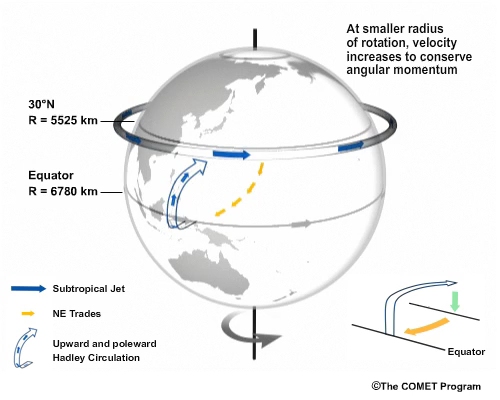 At smaller radius
of rotation, velocity
increases to conserve
angular momentum
30°N
R = 5525 km
Equator
R = 6780 km
Subtropical Jet
NE Trades
Upward and poleward
Hadley Circulation
Equator
©The COMET Program